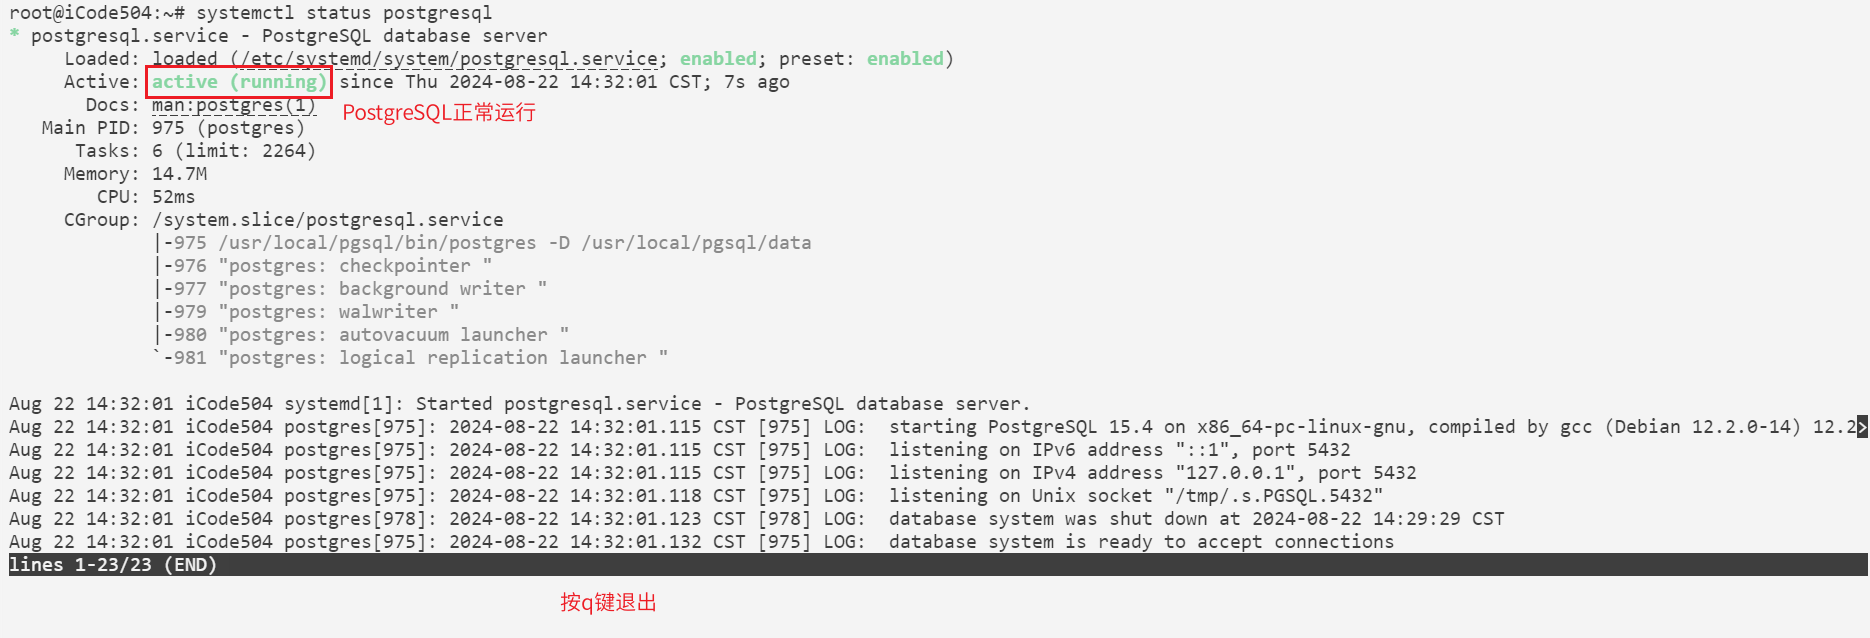 root@iCode504:~# systemctl status postgresql
* postgresql.service - PostgreSQL database server
Loaded: loaded (/etc/systemd/system/postgresql.service; enabled; preset: enabled)
Active: active (running) since Thu 2024-08-22 14:32:01 CST; 7s ago
Docs: man:postgres(1)
PostgreSQL正常运行
Main PID: 975 (postgres)
Tasks: 6 (limit: 2264)
Memory: 14.7M
CPU: 52ms
CGroup: /system.slice/postgresql.service
|-975 /usr/local/pgsql/bin/postgres -D /usr/local/pgsql/data
|-976 "postgres: checkpointer "
|-977 "postgres: background writer "
|-979 "postgres: walwriter "
|-980 "postgres: autovacuum launcher "
`-981 "postgres: logical replication launcher "
Aug 22 14:32:01 iCode504 systemd[1]: Started postgresql.service - PostgreSQL database server.
Aug 22 14:32:01 iCode504 postgres[975]: 2024-08-22 14:32:01.115 CST [975] LOG:  starting PostgreSQL 15.4 on x86_64-pc-linux-gnu, compiled by gcc (Debian 12.2.0-14) 12.2>
Aug 22 14:32:01 iCode504 postgres[975]: 2024-08-22 14:32:01.115 CST [975] LOG:  listening on IPv6 address "::1", port 5432
Aug 22 14:32:01 iCode504 postgres[975]: 2024-08-22 14:32:01.115 CST [975] LOG:  listening on IPv4 address "127.0.0.1", port 5432
Aug 22 14:32:01 iCode504 postgres[975]: 2024-08-22 14:32:01.118 CST [975] LOG:  listening on Unix socket "/tmp/.s.PGSQL.5432"
Aug 22 14:32:01 iCode504 postgres[978]: 2024-08-22 14:32:01.123 CST [978] LOG:  database system was shut down at 2024-08-22 14:29:29 CST
Aug 22 14:32:01 iCode504 postgres[975]: 2024-08-22 14:32:01.132 CST [975] LOG:  database system is ready to accept connections
lines 1-23/23 (END)
按q键退出